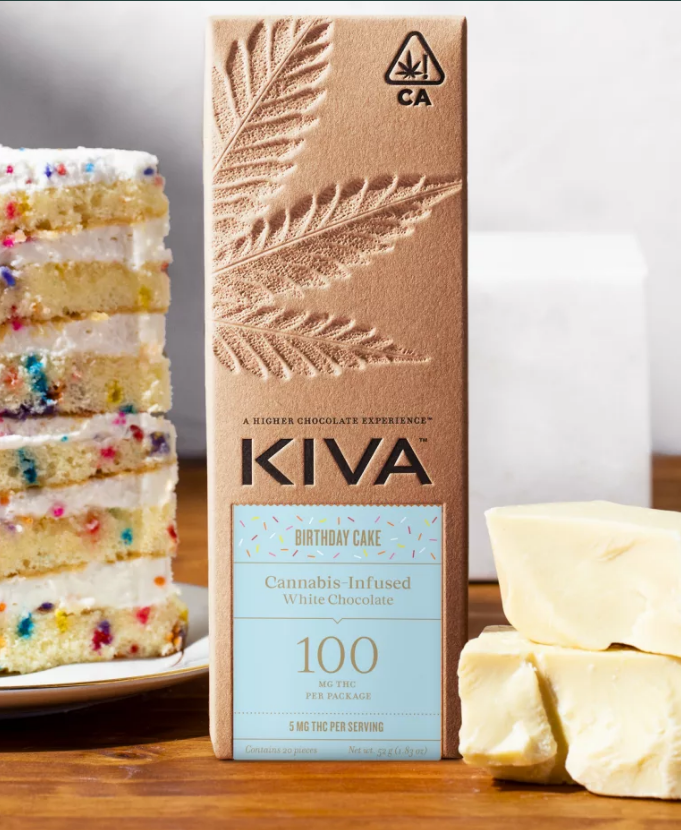 CA
A HIGHER CHOCOLATE EXPERIENCE™
KIVA™
BIRTHDAY CAKE
Cannabis-Infused
White Chocolate
100
MG THC
PER PACKAGE
5 MG THC PER SERVING
Contains 20 pieces Net wt. 52 g (1.83 oz)